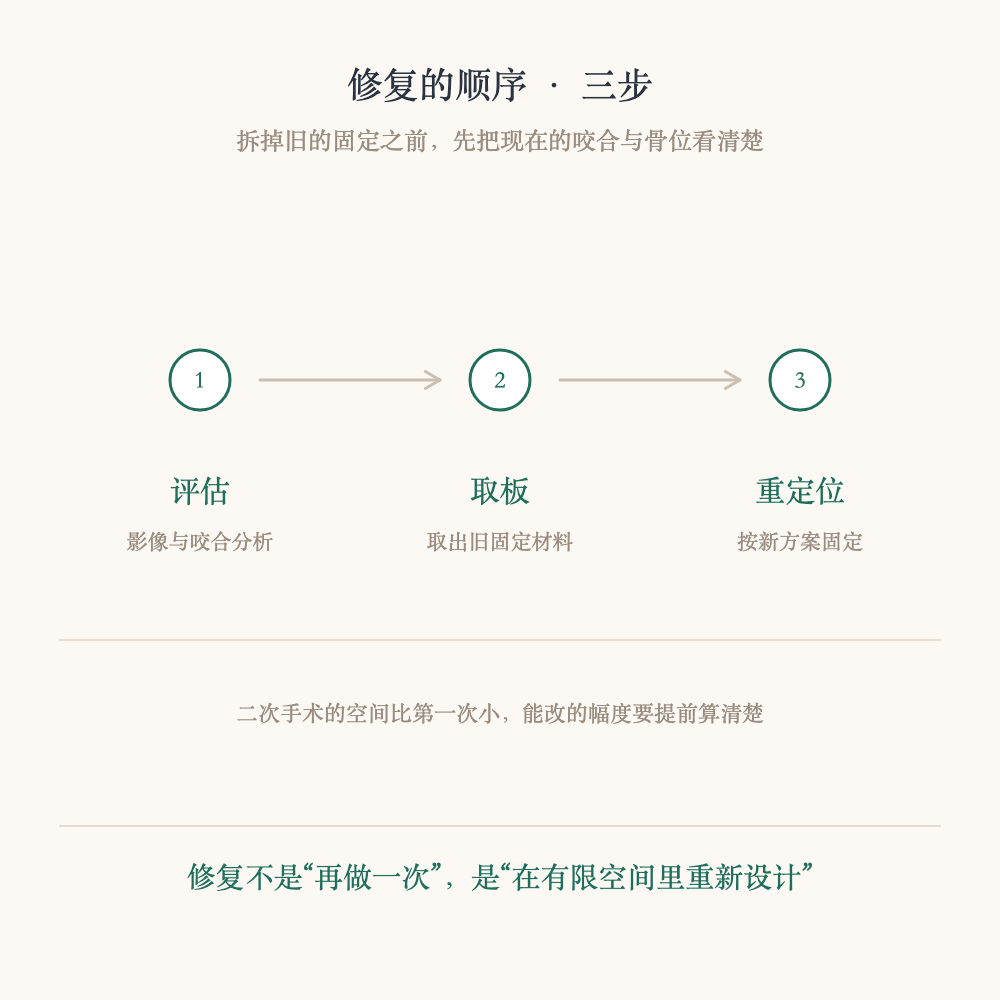 修复的顺序 · 三步
拆掉旧的固定之前，先把现在的咬合与骨位看清楚
1
2
3
评估
取板
重定位
影像与咬合分析
取出旧固定材料
按新方案固定
二次手术的空间比第一次小，能改的幅度要提前算清楚
修复不是“再做一次”，是“在有限空间里重新设计”